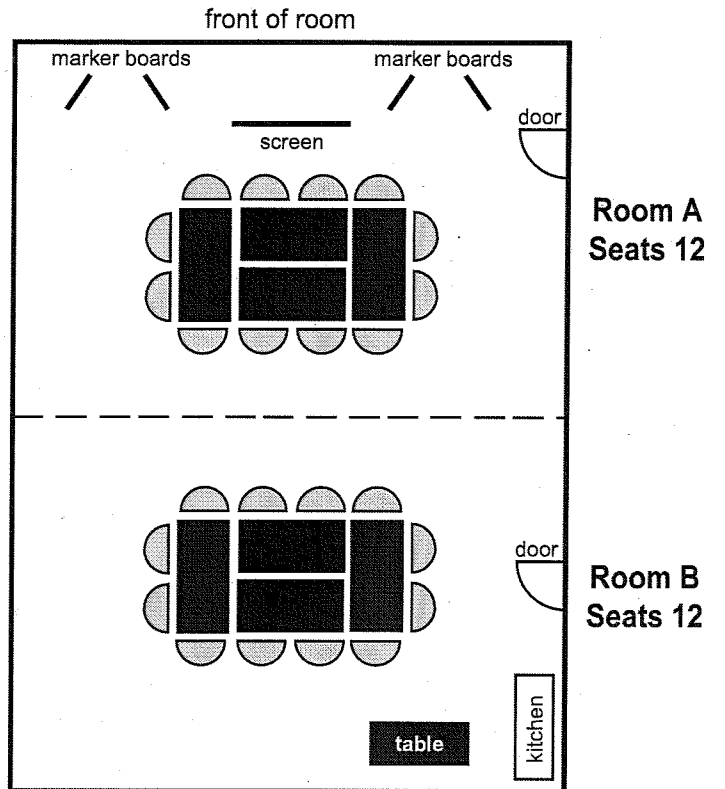 front of room
marker boards
marker boards
door
screen
Room A
Seats 12
door
Room B
Seats 12
table
kitchen